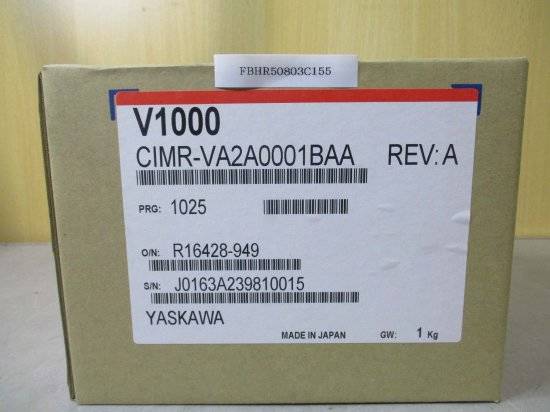 FBHR50803C155
V1000
CIMR-VA2A0001BAA REV: A
PRG: 1025
O/N: R16428-949
S/N: J0163A239810015
YASKAWA
MADE IN JAPAN GW: 1 Kg